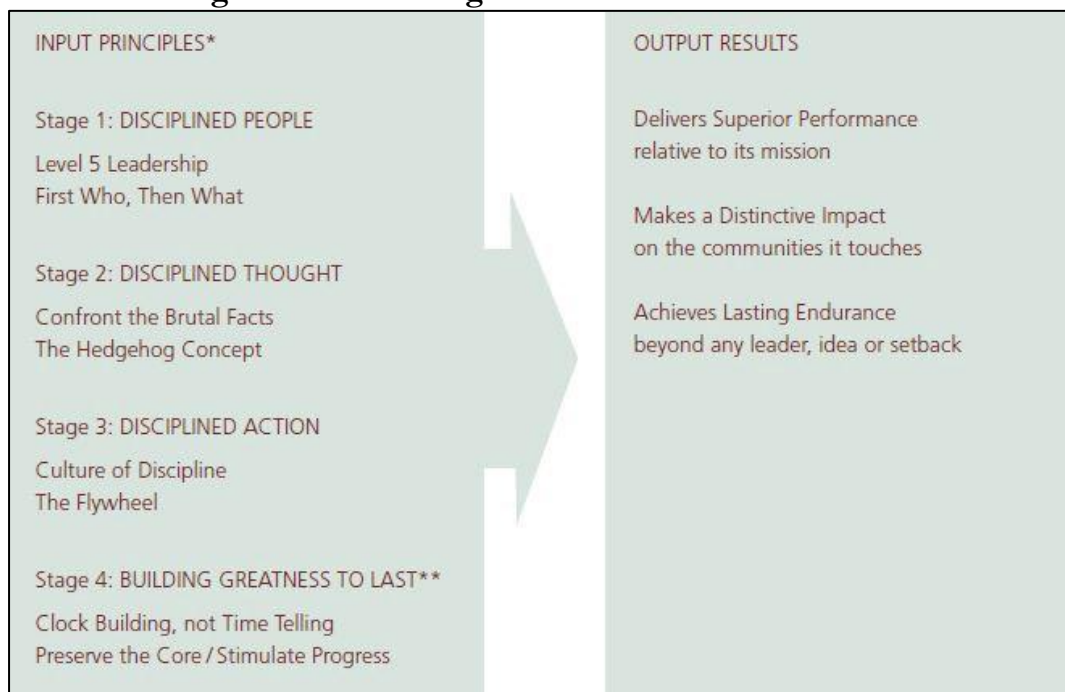 INPUT PRINCIPLES*
Stage 1: DISCIPLINED PEOPLE
Level 5 Leadership
First Who, Then What
Stage 2: DISCIPLINED THOUGHT
Confront the Brutal Facts
The Hedgehog Concept
Stage 3: DISCIPLINED ACTION
Culture of Discipline
The Flywheel
Stage 4: BUILDING GREATNESS TO LAST**
Clock Building, not Time Telling
Preserve the Core/Stimulate Progress
OUTPUT RESULTS
Delivers Superior Performance
relative to its mission
Makes a Distinctive Impact
on the communities it touches
Achieves Lasting Endurance
beyond any leader, idea or setback